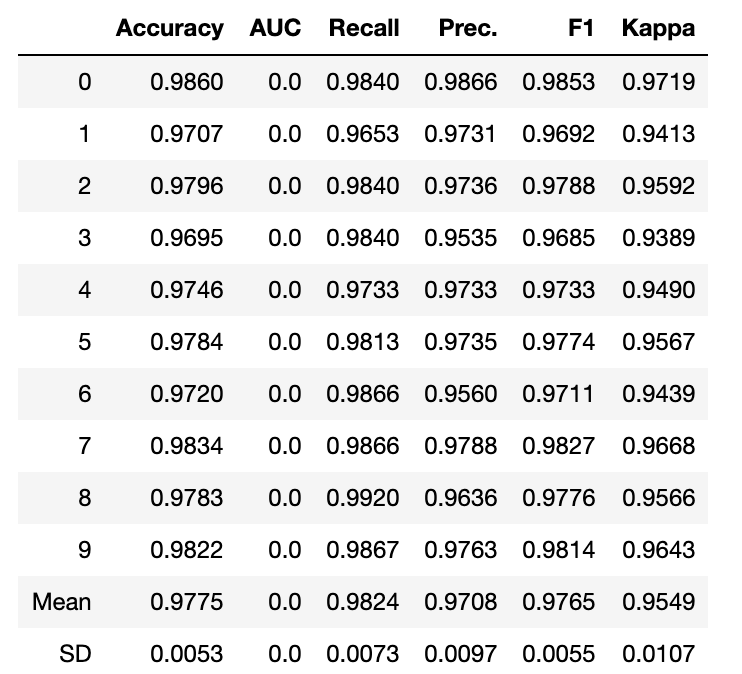 Accuracy AUC Recall Prec. F1 Kappa
0 0.9860 0.0 0.9840 0.9866 0.9853 0.9719
1 0.9707 0.0 0.9653 0.9731 0.9692 0.9413
2 0.9796 0.0 0.9840 0.9736 0.9788 0.9592
3 0.9695 0.0 0.9840 0.9535 0.9685 0.9389
4 0.9746 0.0 0.9733 0.9733 0.9733 0.9490
5 0.9784 0.0 0.9813 0.9735 0.9774 0.9567
6 0.9720 0.0 0.9866 0.9560 0.9711 0.9439
7 0.9834 0.0 0.9866 0.9788 0.9827 0.9668
8 0.9783 0.0 0.9920 0.9636 0.9776 0.9566
9 0.9822 0.0 0.9867 0.9763 0.9814 0.9643
Mean 0.9775 0.0 0.9824 0.9708 0.9765 0.9549
SD 0.0053 0.0 0.0073 0.0097 0.0055 0.0107